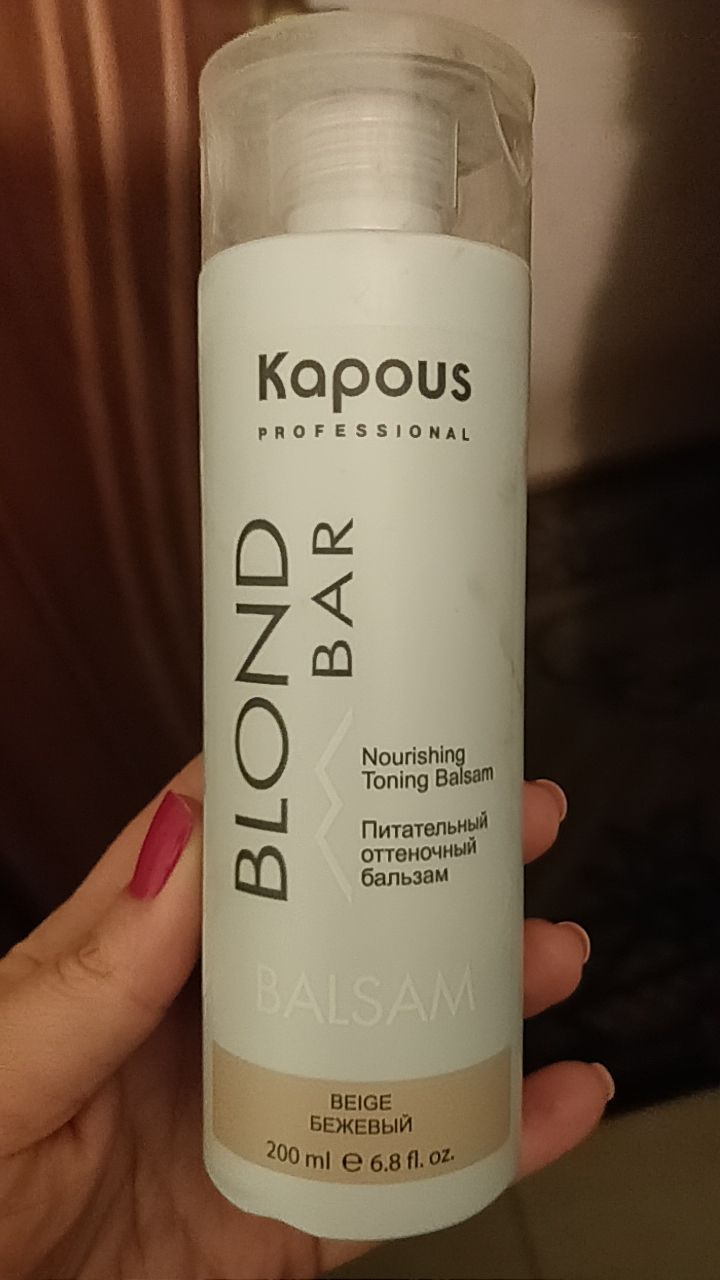 Kapous
PROFESSIONAL
BLOND
BAR
Nourishing
Toning Balsam
Питательный
оттеночный
бальзам
BALSAM
BEIGE
БЕЖЕВЫЙ
200 ml ℮ 6.8 fl. oz.